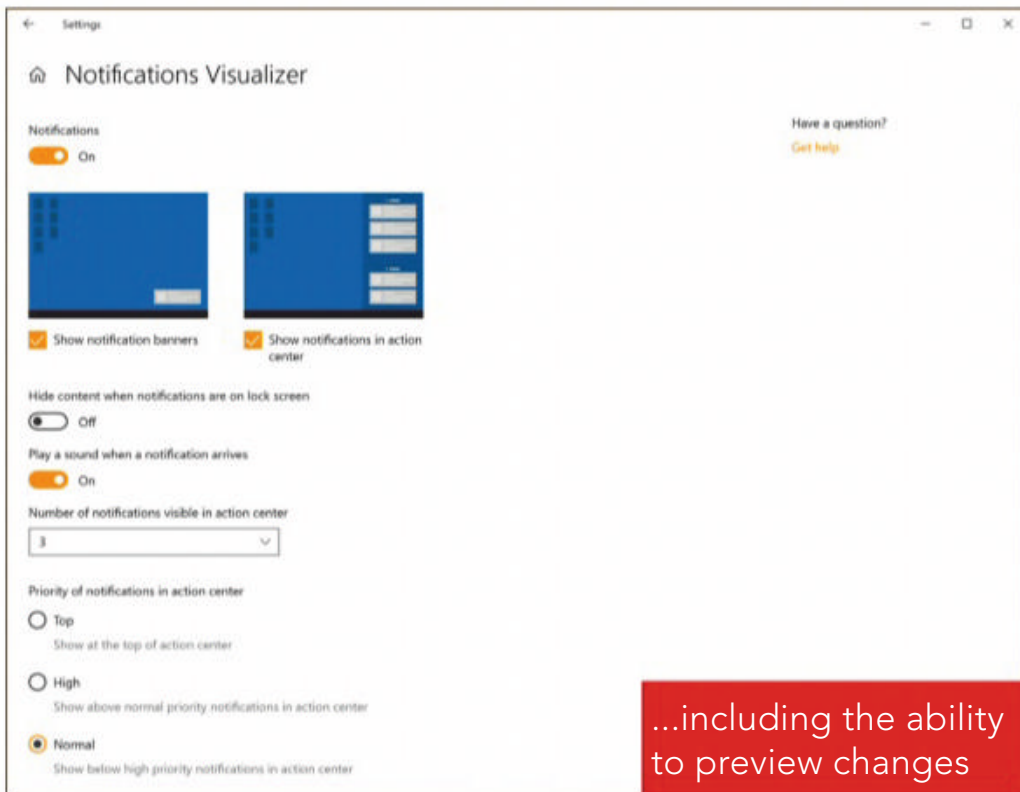 Settings
Notifications Visualizer
Notifications
On
Show notification banners
Show notifications in action
center
Hide content when notifications are on lock screen
Off
Play a sound when a notification arrives
On
Number of notifications visible in action center
3
Priority of notifications in action center
Top
Show at the top of action center
High
Show above normal priority notifications in action center
Normal
Show below high priority notifications in action center
Have a question?
Get help
...including the ability
to preview changes